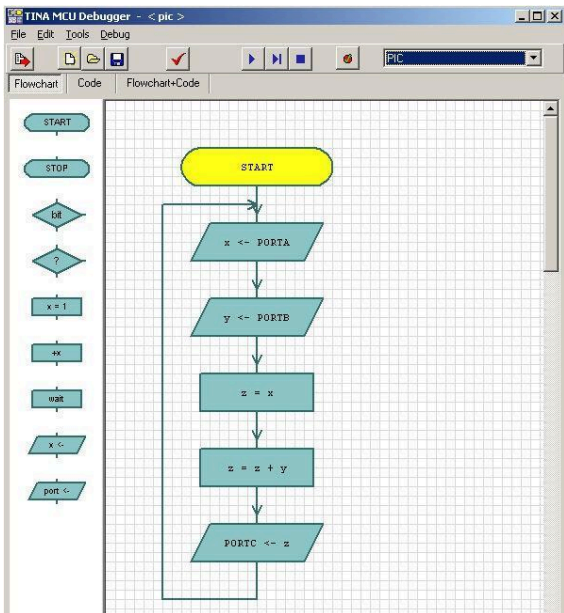 TINA MCU Debugger - < pic >
File Edit Tools Debug
PIC
Flowchart Code Flowchart+Code
START
STOP
bit
?
x = 1
+x
wait
x <-
port <-
START
x <- PORTA
y <- PORTB
z = x
z = z + y
PORTC <- z